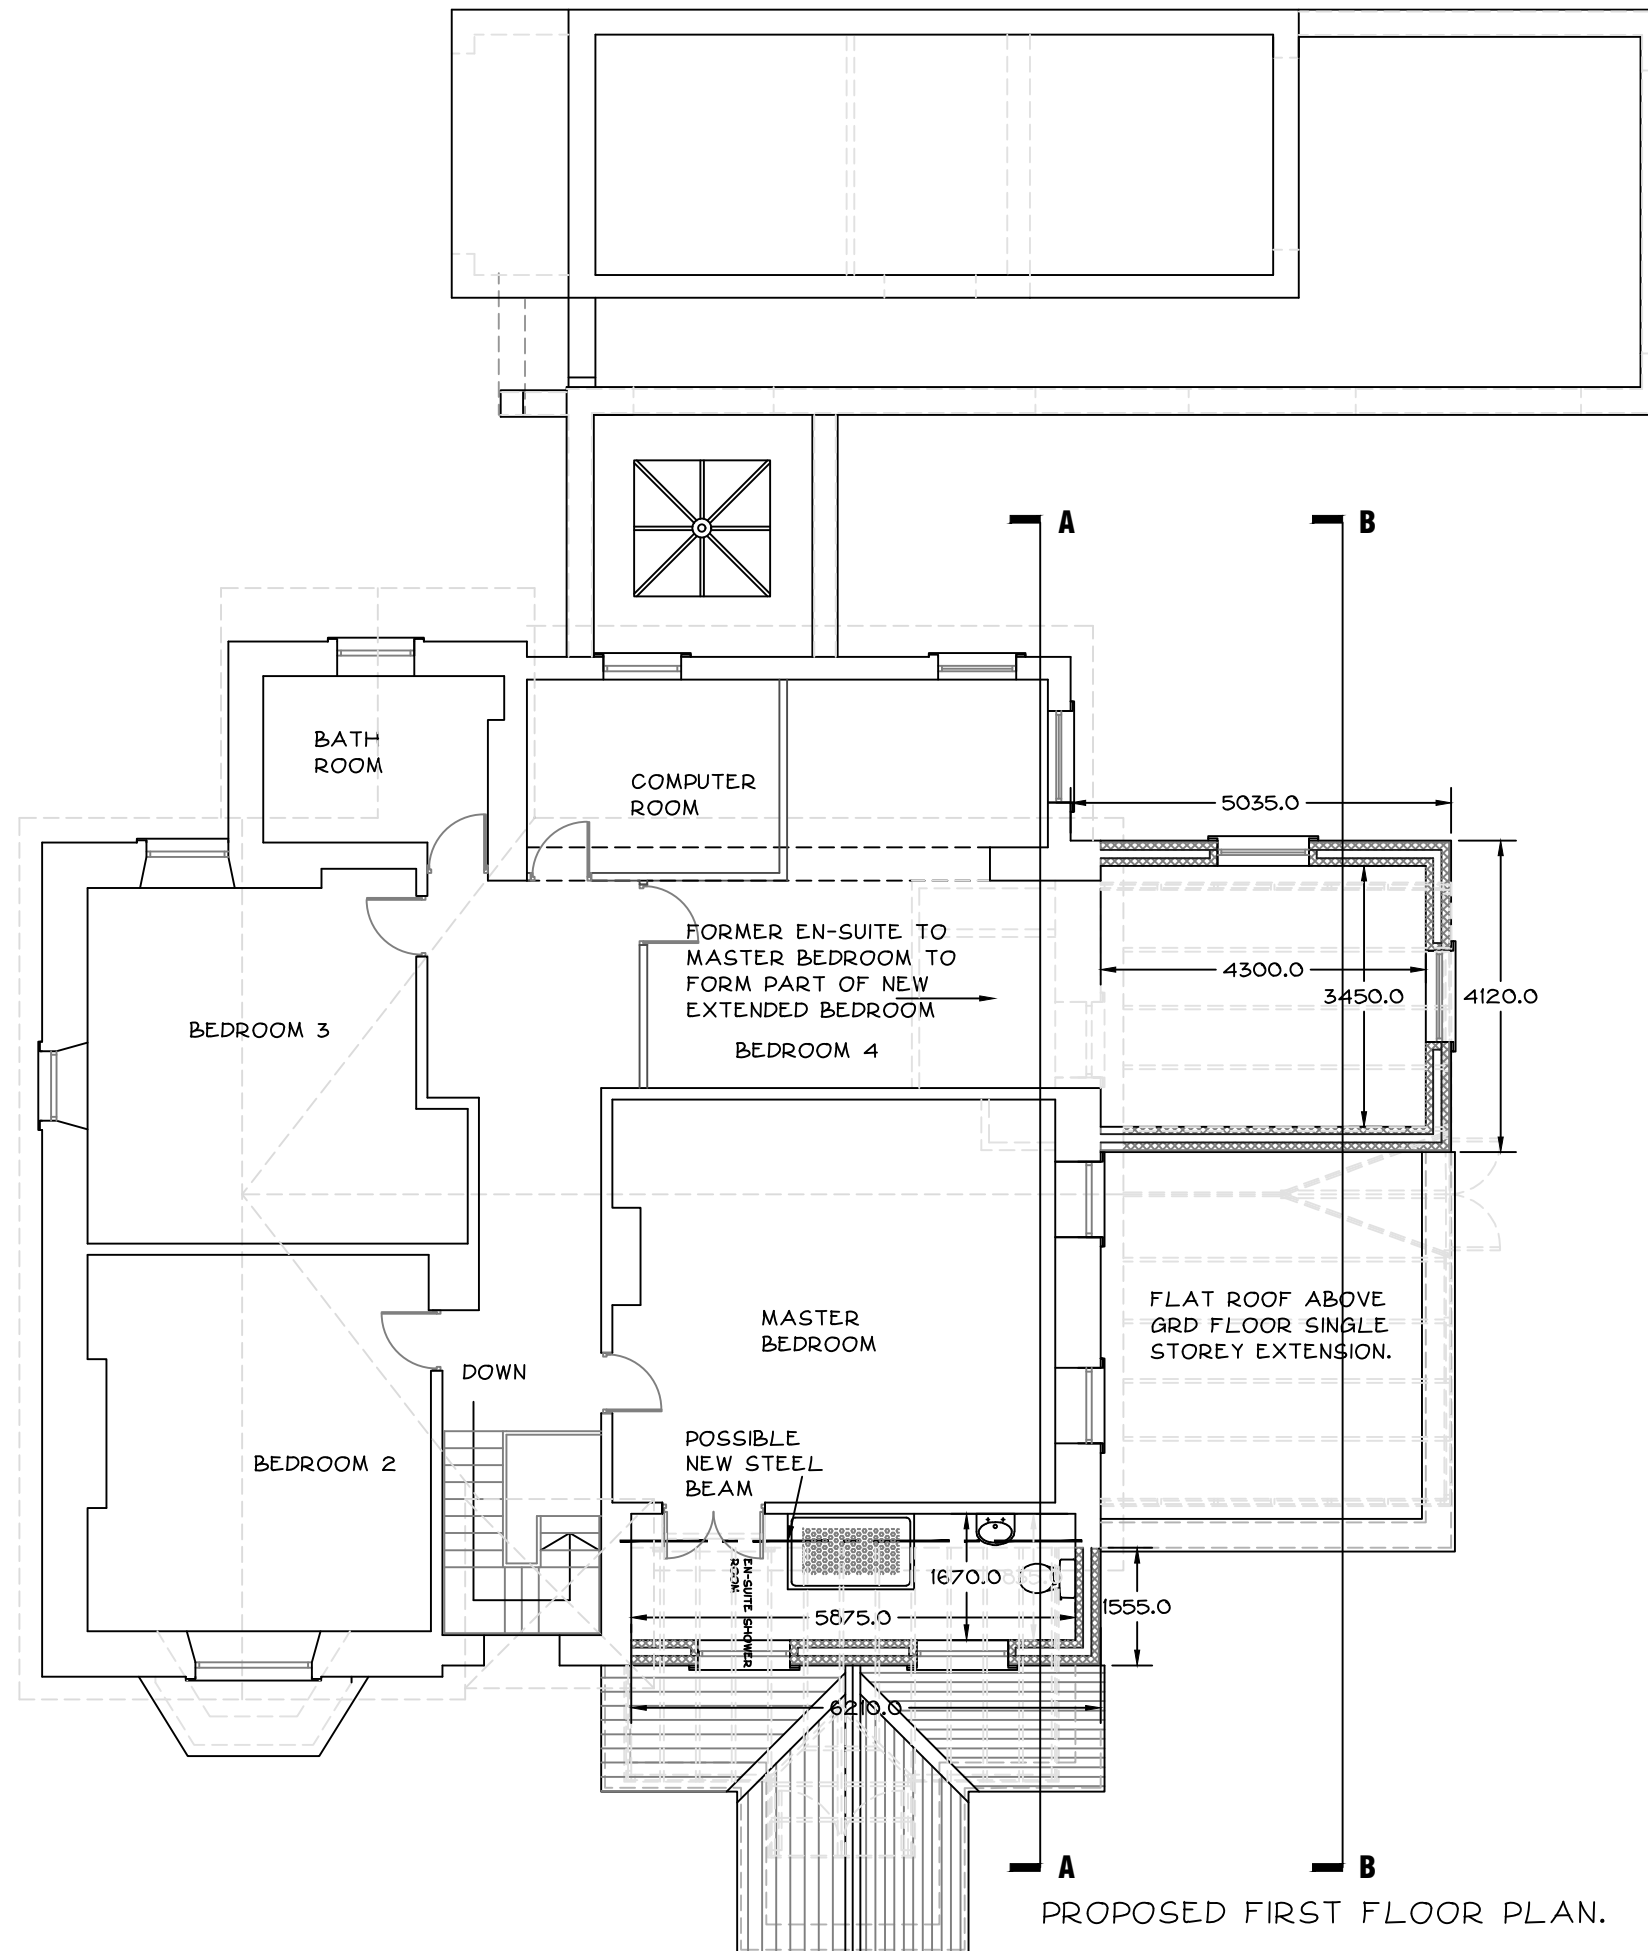 A
B
BATH
ROOM
COMPUTER
ROOM
5035.0
FORMER EN-SUITE TO
MASTER BEDROOM TO
FORM PART OF NEW
EXTENDED BEDROOM
4300.0
3450.0
4120.0
BEDROOM 3
BEDROOM 4
FLAT ROOF ABOVE
GRD FLOOR SINGLE
STOREY EXTENSION.
MASTER
BEDROOM
DOWN
POSSIBLE
NEW STEEL
BEAM
BEDROOM 2
EN-SUITE SHOWER
ROOM
1670.0
1555.0
5875.0
6210.0
A
B
PROPOSED FIRST FLOOR PLAN.